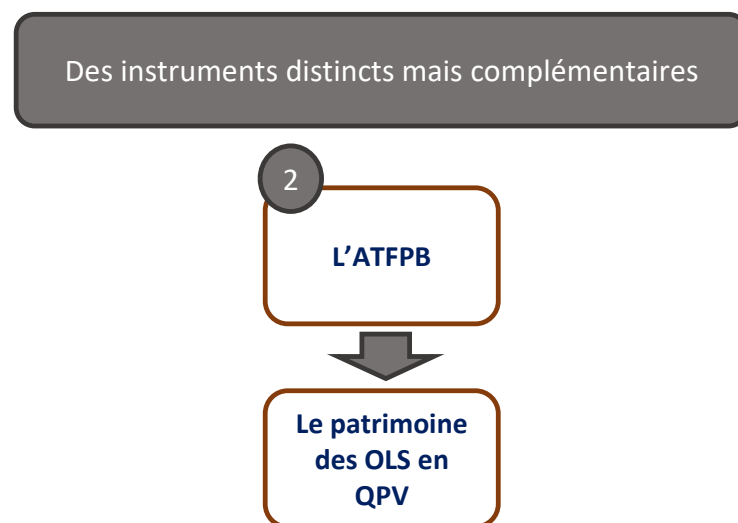 Des instruments distincts mais complémentaires
2
L’ATFPB
Le patrimoine
des OLS en
QPV